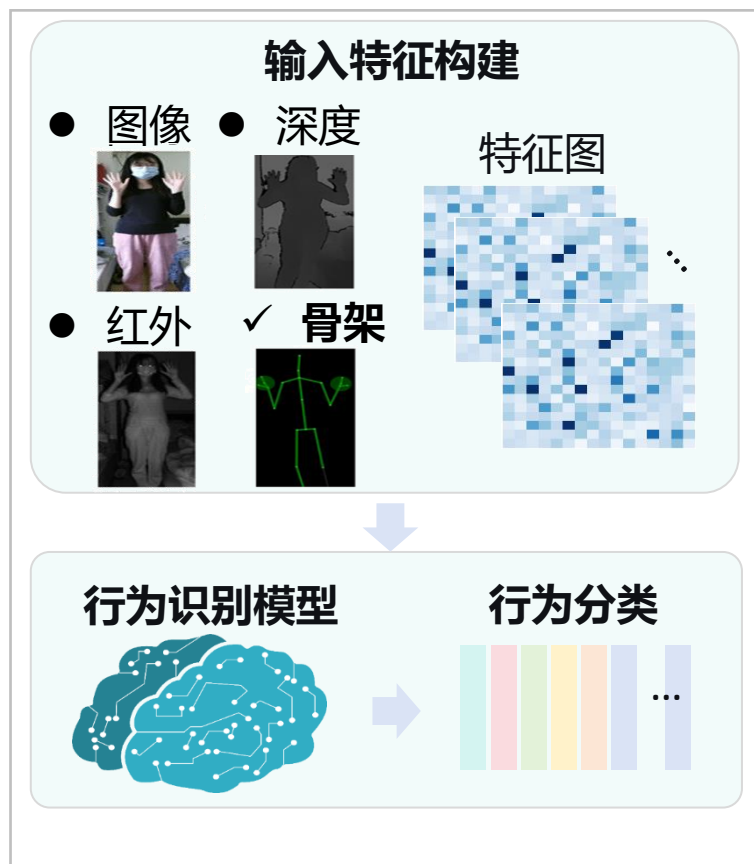 输入特征构建
● 图像
● 深度
特征图
● 红外
✓ 骨架
行为识别模型
行为分类
...